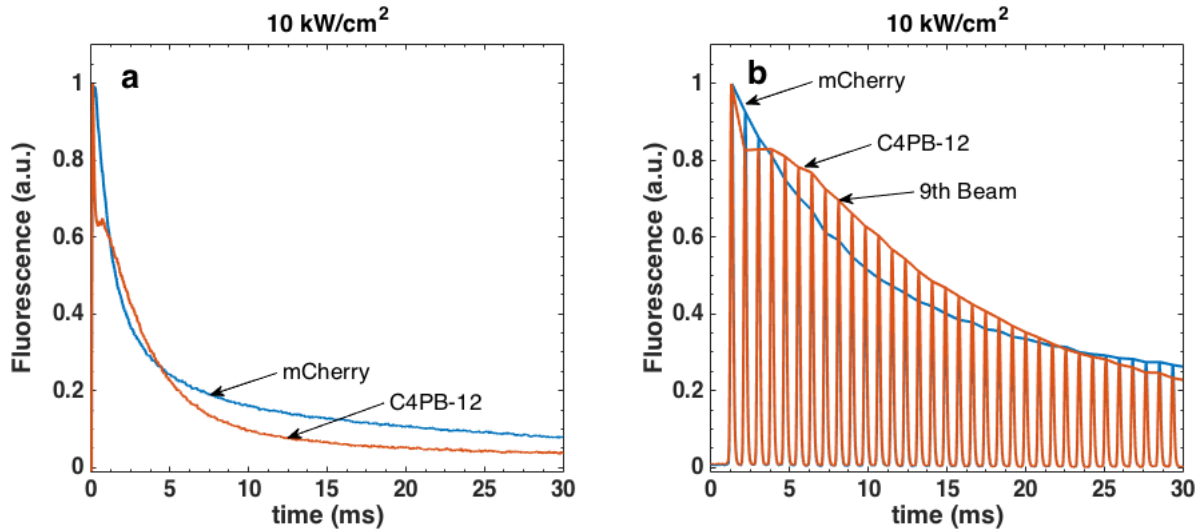 10 kW/cm²
a
mCherry
C4PB-12
Fluorescence (a.u.)
1
0.8
0.6
0.4
0.2
0
0 5 10 15 20 25 30
time (ms)
10 kW/cm²
b
mCherry
C4PB-12
9th Beam
Fluorescence (a.u.)
1
0.8
0.6
0.4
0.2
0
0 5 10 15 20 25 30
time (ms)